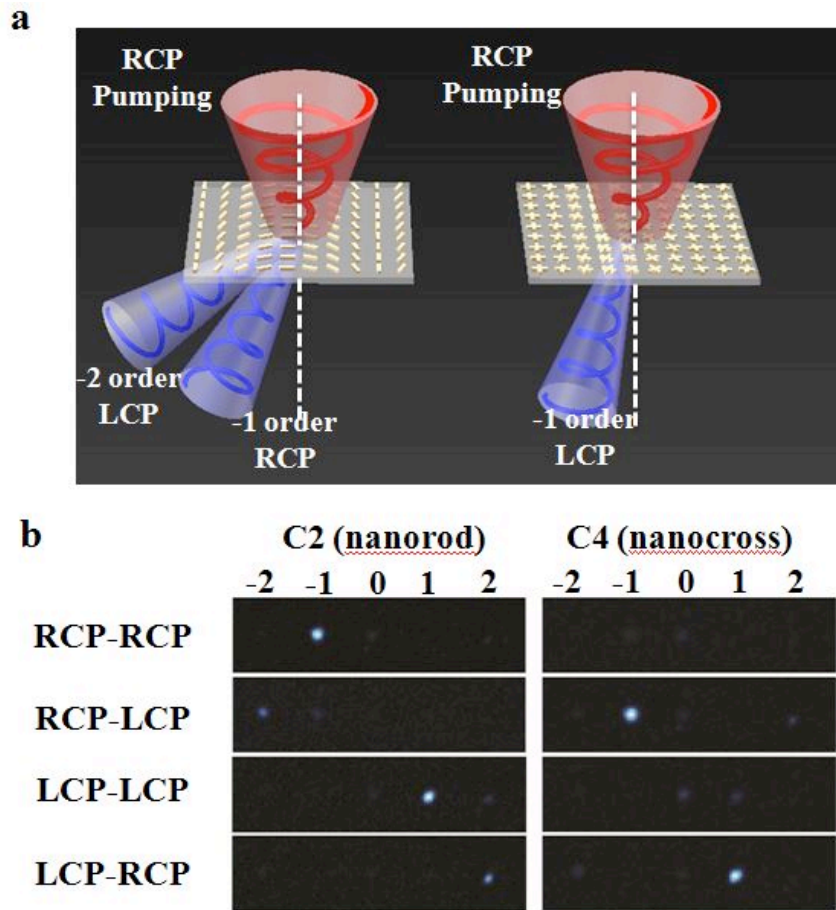 a
RCP
Pumping
RCP
Pumping
-2 order
LCP
-1 order
RCP
-1 order
LCP
b
C2 (nanorod)
C4 (nanocross)
-2 -1 0 1 2
-2 -1 0 1 2
RCP-RCP
RCP-LCP
LCP-LCP
LCP-RCP